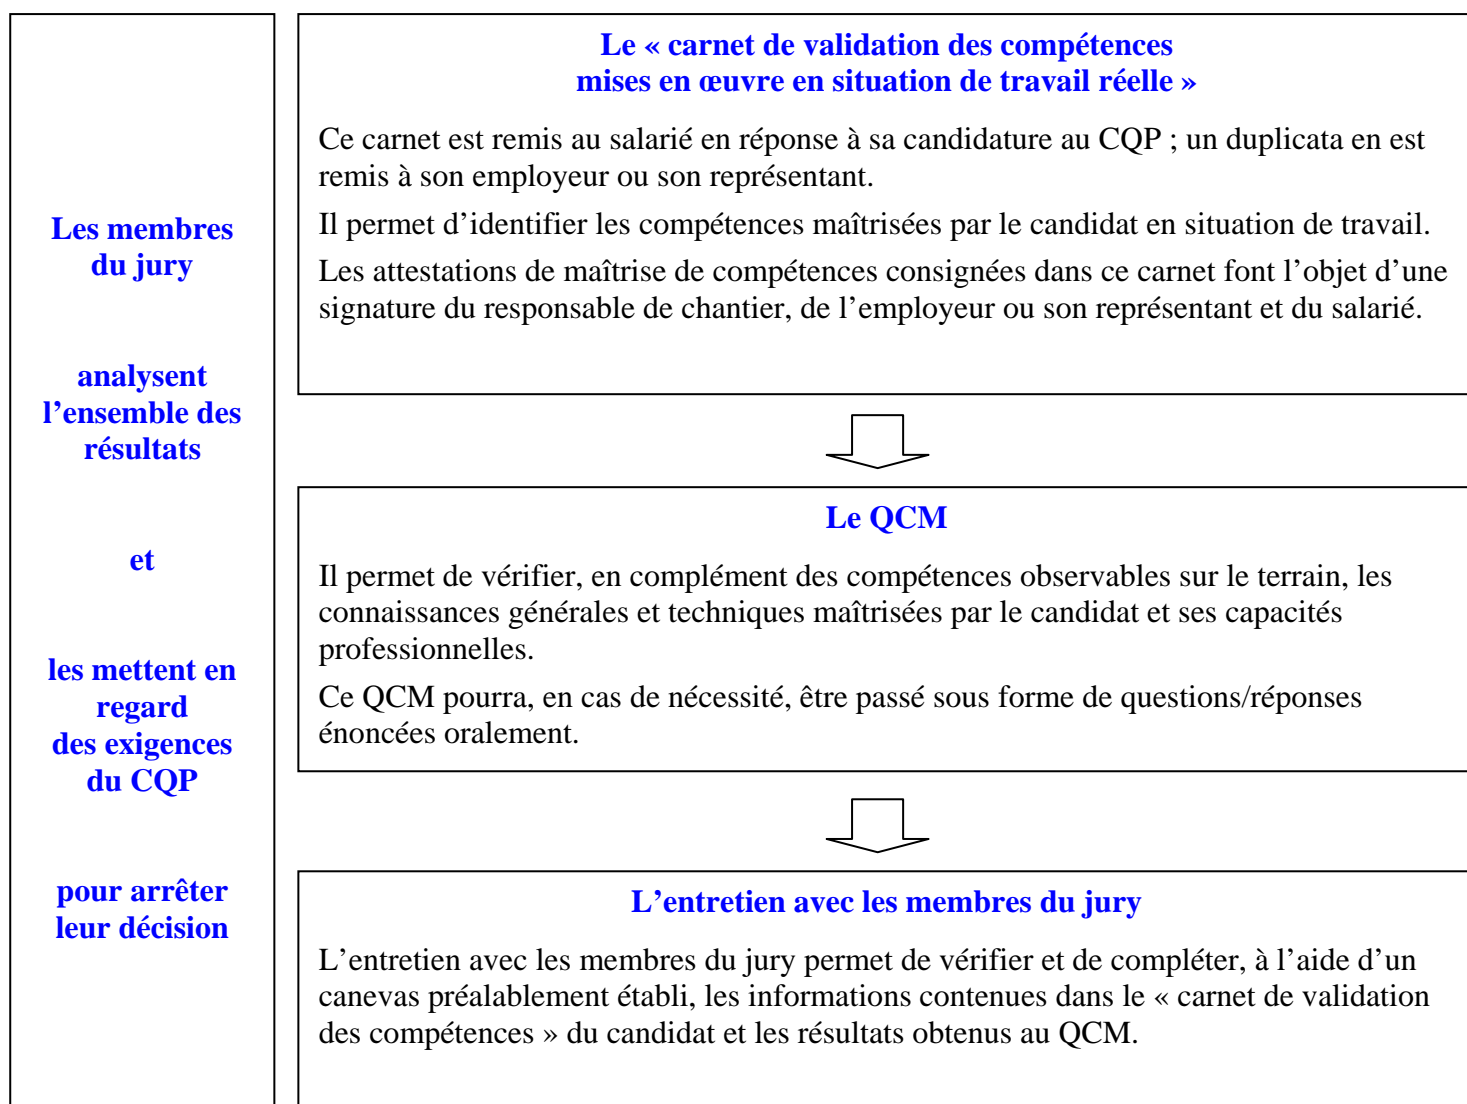 Les membres
du jury
analysent
l’ensemble des
résultats
et
les mettent en
regard
des exigences
du CQP
pour arrêter
leur décision
Le « carnet de validation des compétences
mises en œuvre en situation de travail réelle »
Ce carnet est remis au salarié en réponse à sa candidature au CQP ; un duplicata en est
remis à son employeur ou son représentant.
Il permet d’identifier les compétences maîtrisées par le candidat en situation de travail.
Les attestations de maîtrise de compétences consignées dans ce carnet font l’objet d’une
signature du responsable de chantier, de l’employeur ou son représentant et du salarié.
Le QCM
Il permet de vérifier, en complément des compétences observables sur le terrain, les
connaissances générales et techniques maîtrisées par le candidat et ses capacités
professionnelles.
Ce QCM pourra, en cas de nécessité, être passé sous forme de questions/réponses
énoncées oralement.
L’entretien avec les membres du jury
L’entretien avec les membres du jury permet de vérifier et de compléter, à l’aide d’un
canevas préalablement établi, les informations contenues dans le « carnet de validation
des compétences » du candidat et les résultats obtenus au QCM.